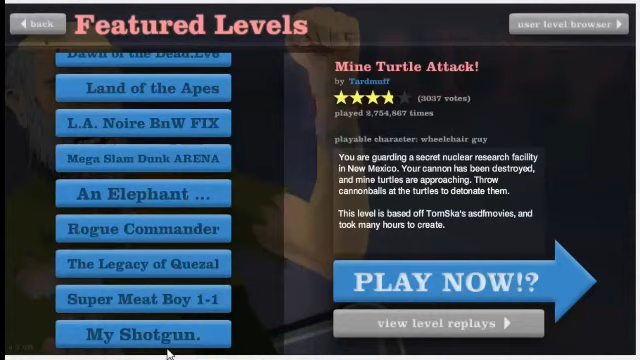 back
Featured Levels
user level browser
Dawn of the Dead.Eve
Land of the Apes
L.A. Noire BnW FIX
Mega Slam Dunk ARENA
An Elephant ...
Rogue Commander
The Legacy of Quezal
Super Meat Boy 1-1
My Shotgun.
Mine Turtle Attack!
by Tardmuff
(3037 votes)
played 2,754,867 times
playable character: wheelchair guy
You are guarding a secret nuclear research facility
in New Mexico. Your cannon has been destroyed,
and mine turtles are approaching. Throw
cannonballs at the turtles to detonate them.
This level is based off TomSka's asdfmovies, and
took many hours to create.
PLAY NOW!?
view level replays